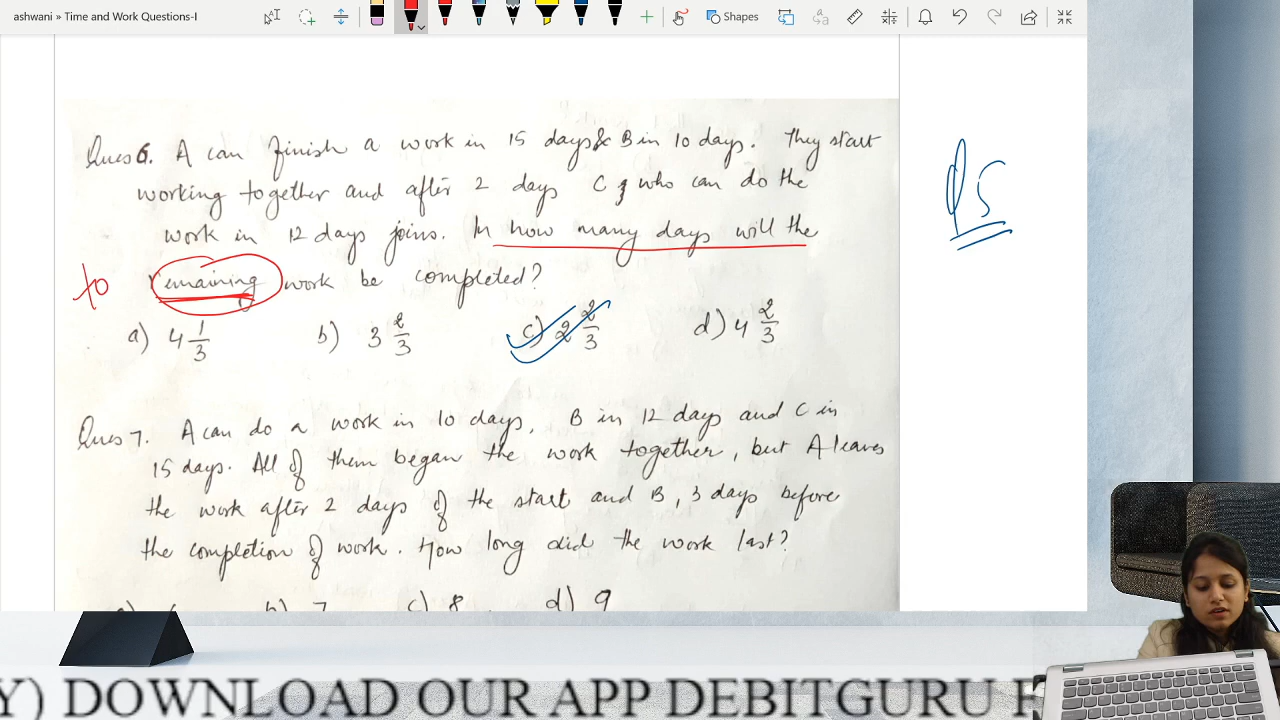 ashwani » Time and Work Questions-I
Shapes
Ques 6. A can finish a work in 15 days & B in 10 days. They start
working together and after 2 days C, who can do the
work in 12 days joins. In how many days will the
to remaining work be completed?
a) 4 1/3 b) 3 2/3 c) 2 2/3 d) 4 2/3
Ques 7. A can do a work in 10 days, B in 12 days and C in
15 days. All of them began the work together, but A leaves
the work after 2 days of the start and B, 3 days before
the completion of work. How long did the work last?
b) 7 c) 8 d) 9
Y) DOWNLOAD OUR APP DEBITGURU